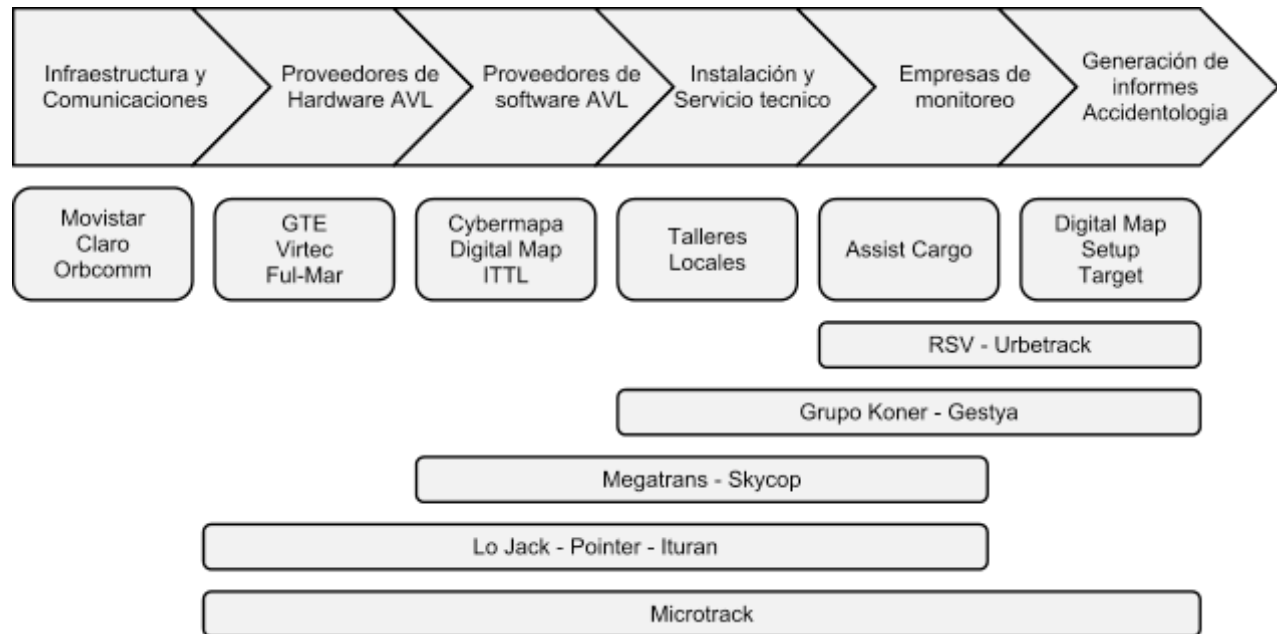 Infraestructura y
Comunicaciones
Proveedores de
Hardware AVL
Proveedores de
software AVL
Instalación y
Servicio tecnico
Empresas de
monitoreo
Generación de
informes
Accidentologia
Movistar
Claro
Orbcomm
GTE
Virtec
Ful-Mar
Cybermapa
Digital Map
ITTL
Talleres
Locales
Assist Cargo
Digital Map
Setup
Target
RSV - Urbetrack
Grupo Koner - Gestya
Megatrans - Skycop
Lo Jack - Pointer - Ituran
Microtrack